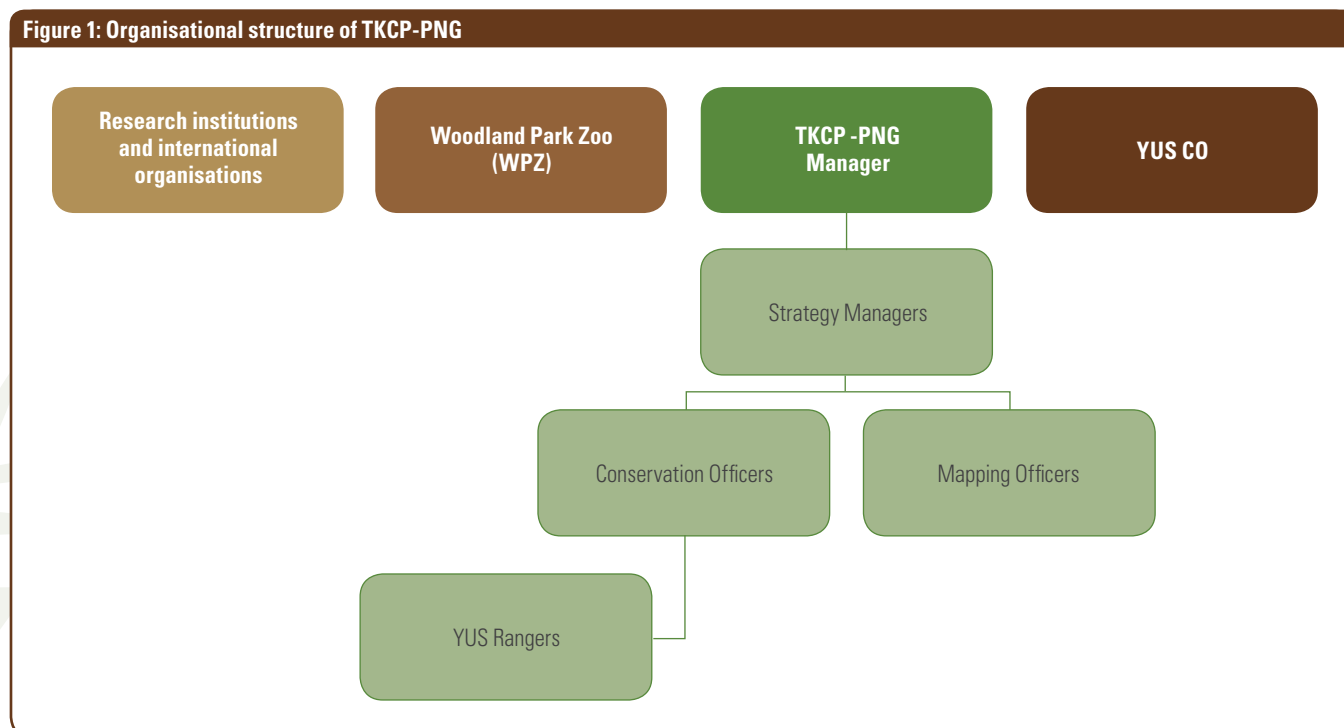 Figure 1: Organisational structure of TKCP-PNG
Research institutions
and international
organisations
Woodland Park Zoo
(WPZ)
TKCP -PNG
Manager
YUS CO
Strategy Managers
Conservation Officers
Mapping Officers
YUS Rangers